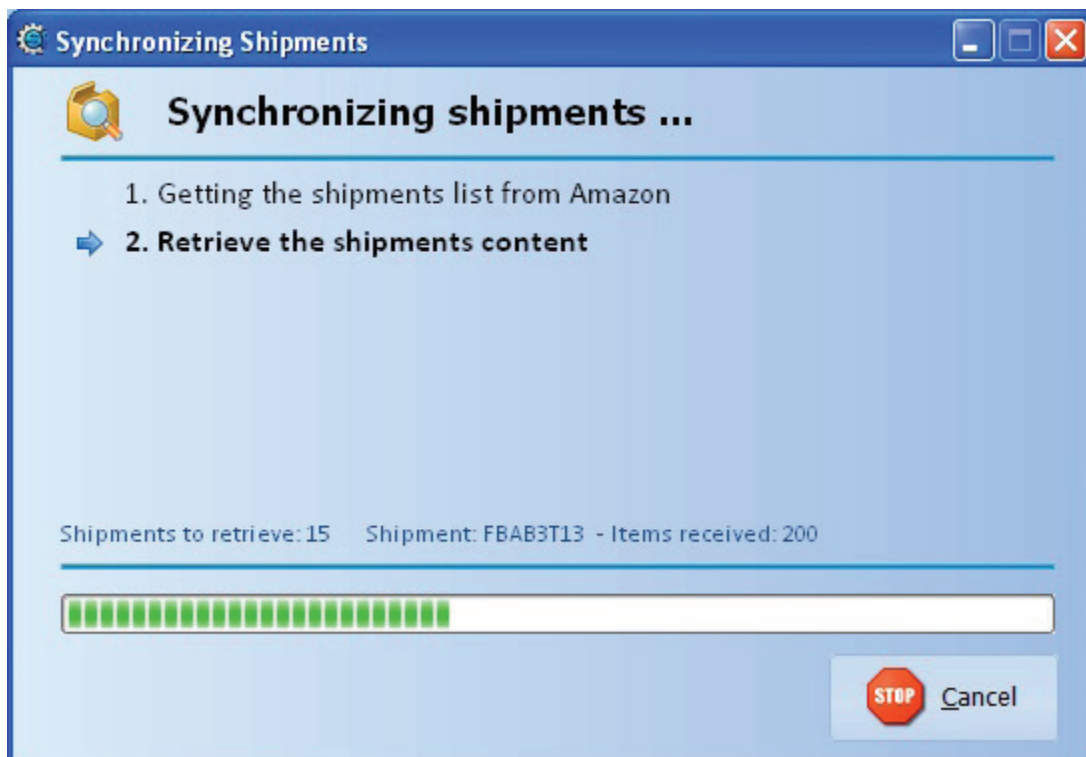 Synchronizing Shipments
Synchronizing shipments ...
1. Getting the shipments list from Amazon
2. Retrieve the shipments content
Shipments to retrieve: 15 Shipment: FBAB3T13 - Items received: 200
STOP Cancel